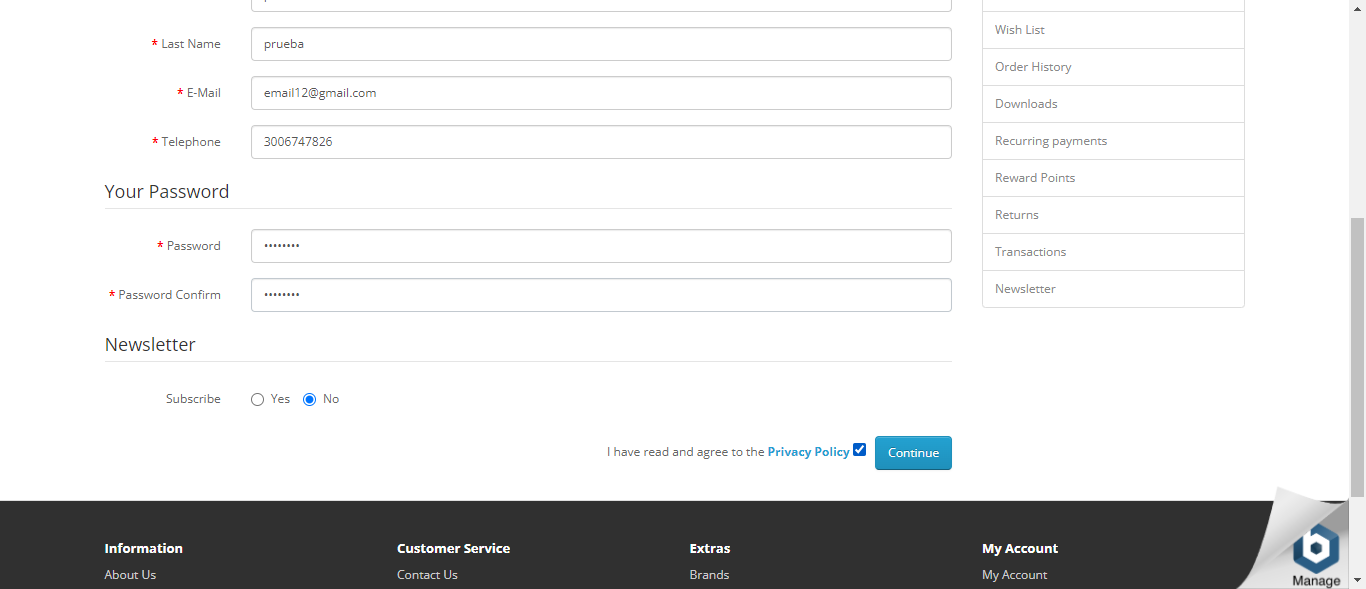 * Last Name
prueba
* E-Mail
email12@gmail.com
* Telephone
3006747826
Your Password
* Password
••••••••
* Password Confirm
••••••••
Newsletter
Subscribe
Yes
No
I have read and agree to the Privacy Policy
Continue
Wish List
Order History
Downloads
Recurring payments
Reward Points
Returns
Transactions
Newsletter
Information
About Us
Customer Service
Contact Us
Extras
Brands
My Account
My Account
b
Manage